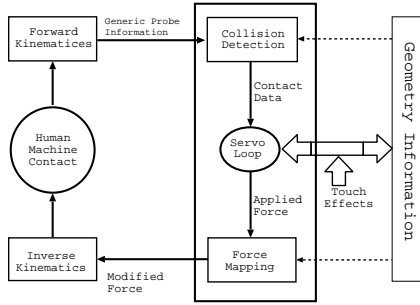 Forward
Kinematices
Generic Probe
Information
Collision
Detection
Contact
Data
Human
Machine
Contact
Servo
Loop
Touch
Effects
Geometry Information
Applied
Force
Inverse
Kinematics
Modified
Force
Force
Mapping